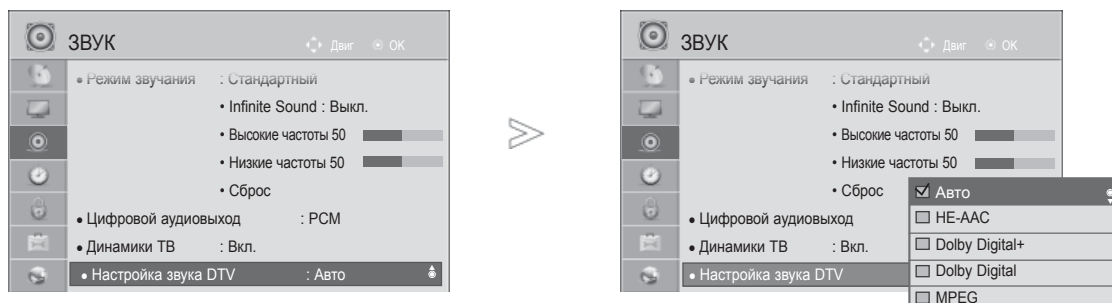 ЗВУК
Двиг OK
• Режим звучания : Стандартный
• Infinite Sound : Выкл.
• Высокие частоты 50
• Низкие частоты 50
• Сброс
• Цифровой аудиовыход : PCM
• Динамики ТВ : Вкл.
• Настройка звука DTV : Авто
ЗВУК
Двиг OK
• Режим звучания : Стандартный
• Infinite Sound : Выкл.
• Высокие частоты 50
• Низкие частоты 50
• Сброс
• Цифровой аудиовыход
• Динамики ТВ : Вкл.
• Настройка звука DTV
Авто
HE-AAC
Dolby Digital+
Dolby Digital
MPEG